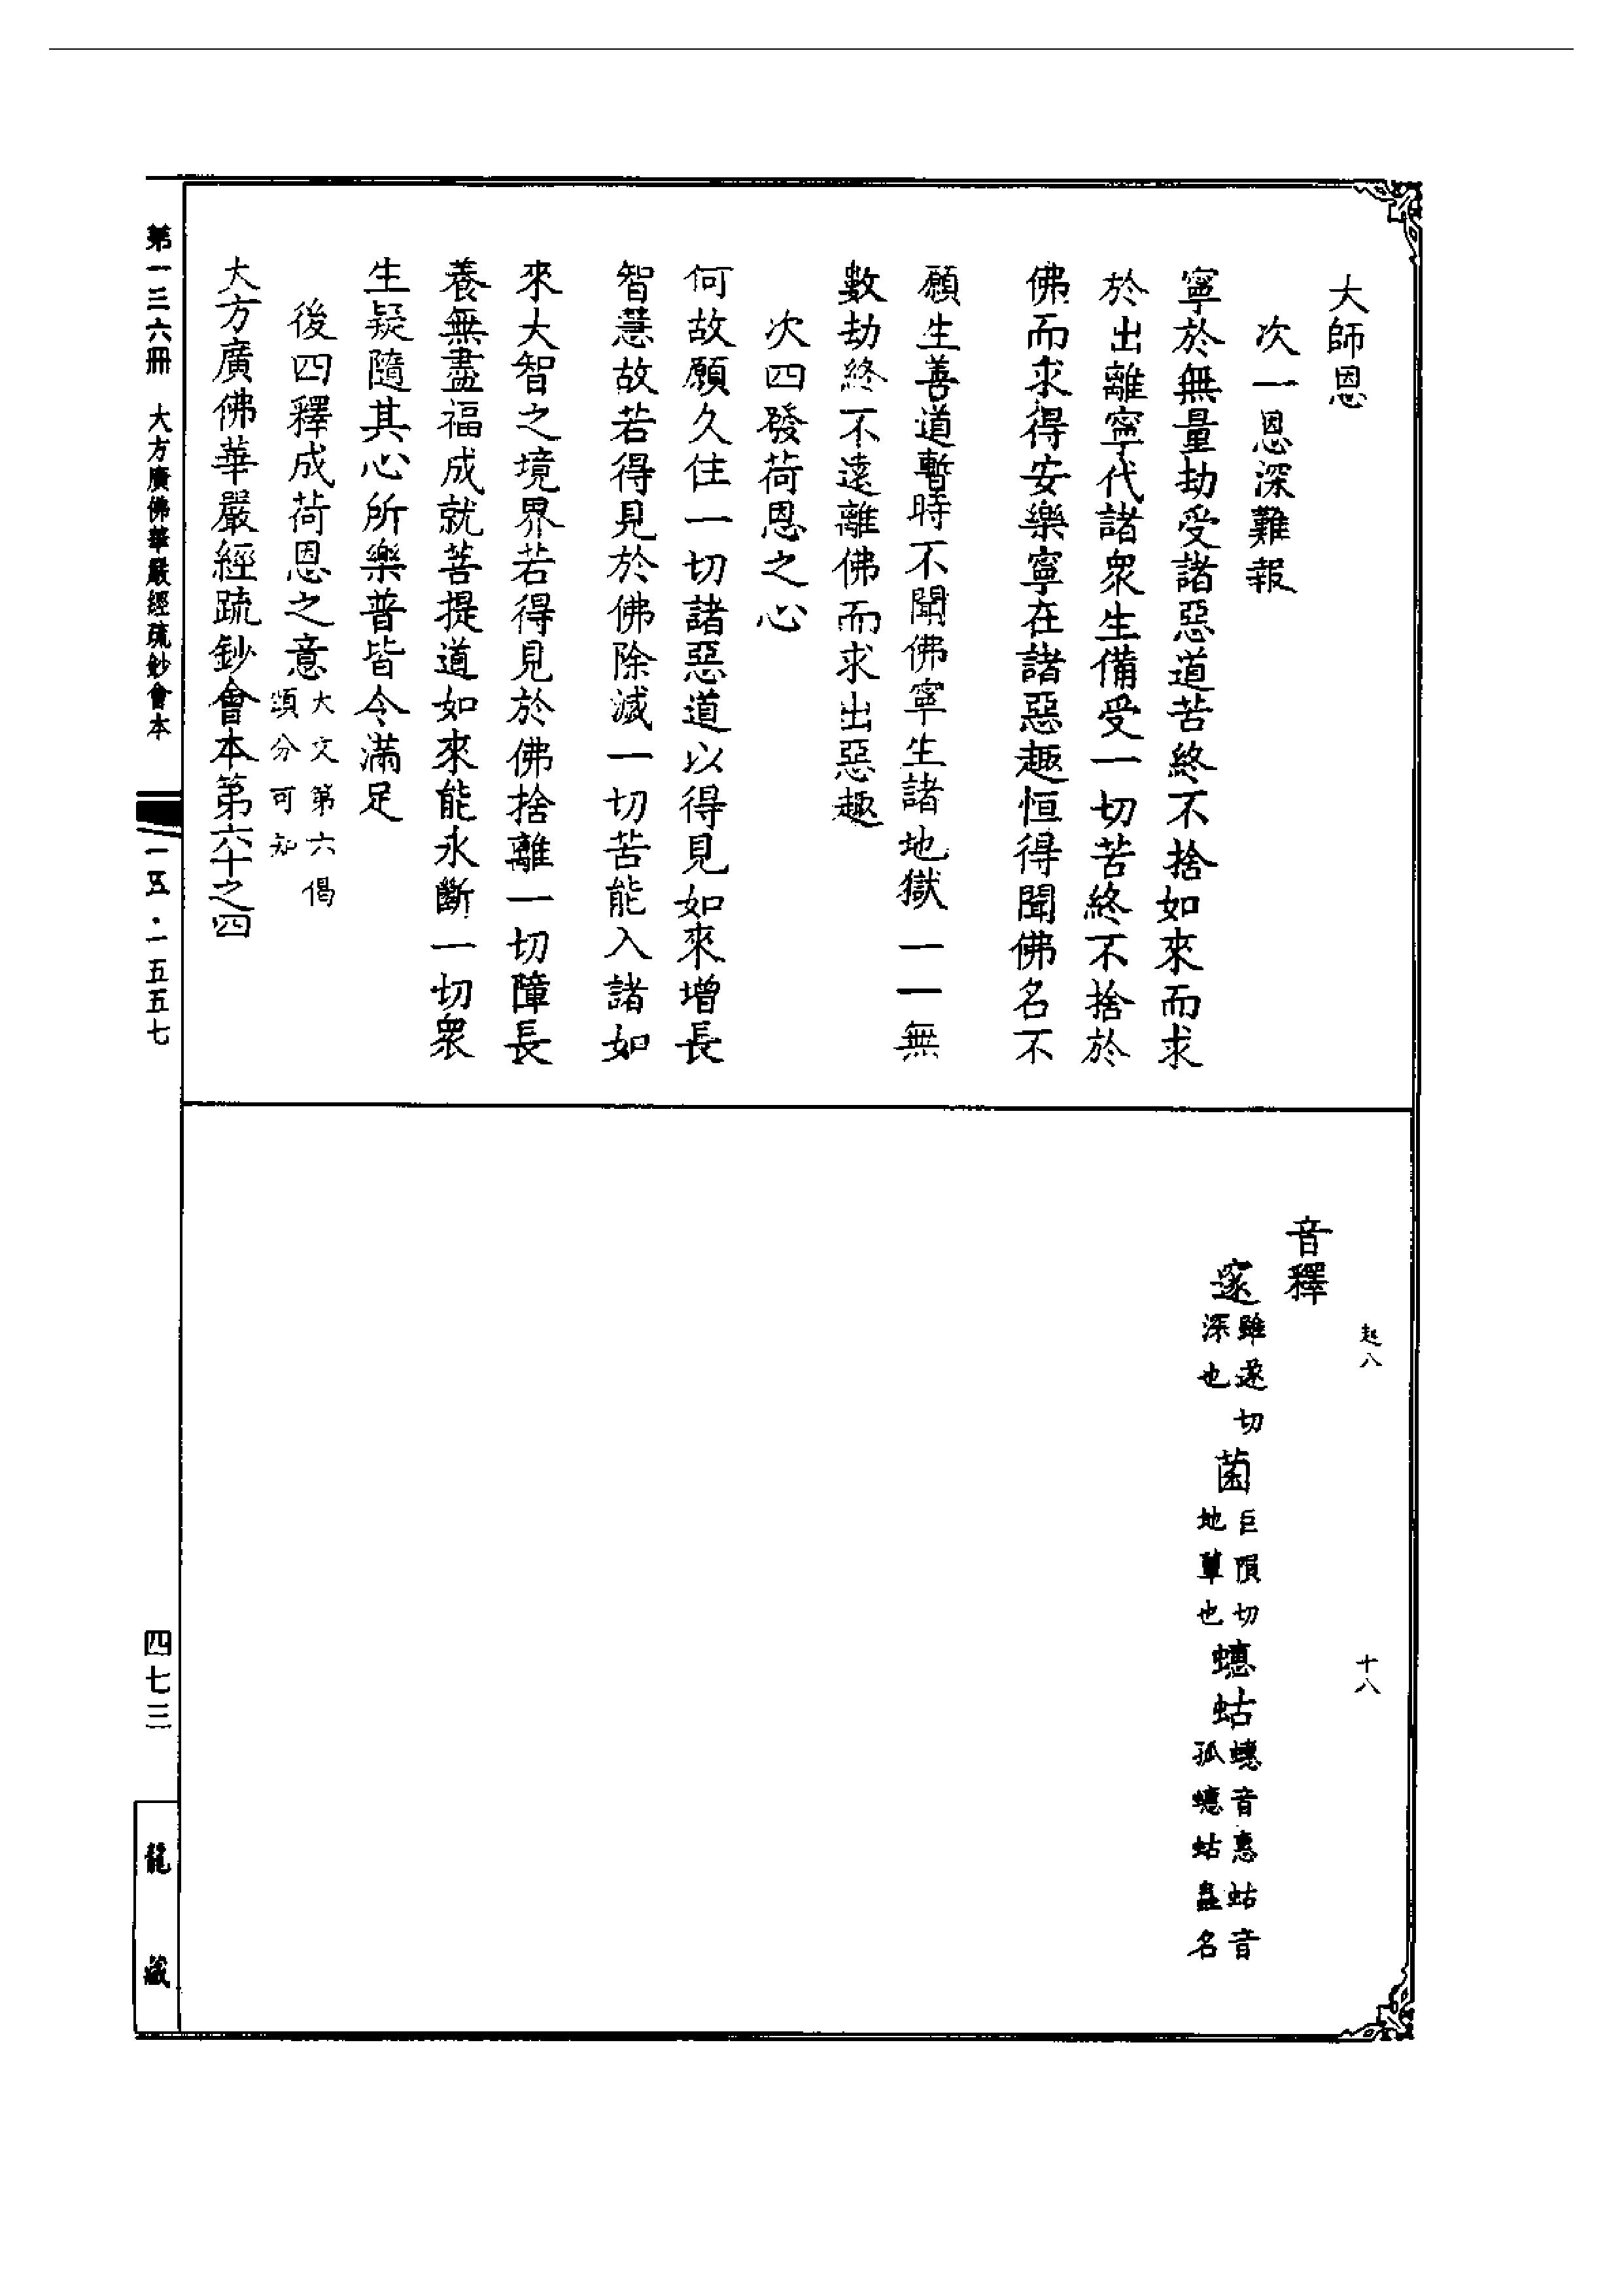 大師恩
次一恩深難報
寧於無量劫受諸惡道苦終不捨如來而求
於出離寧代諸衆生備受一切苦終不捨於
佛而求得安樂寧在諸惡趣恒得聞佛名不
願生善道暫時不聞佛寧生諸地獄一一無
數劫終不遠離佛而求出惡趣
次四發荷恩之心
何故願久住一切諸惡道以得見如來增長
智慧故若得見於佛除滅一切苦能入諸如
來大智之境界若得見於佛捨離一切障長
養無盡福成就菩提道如來能永斷一切衆
生疑隨其心所樂普皆令滿足
後四釋成荷恩之意大文第六偈
頌分可知
大方廣佛華嚴經疏鈔會本第六十之四
起八
十八
音釋
邃雖遂切
深也
菌巨隕切
地蕈也
蟪蛄蟪音惠蛄音
孤蟪蛄蟲名
第一三六冊 大方廣佛華嚴經疏鈔會本
一五五·一五五七
四七三
龍藏